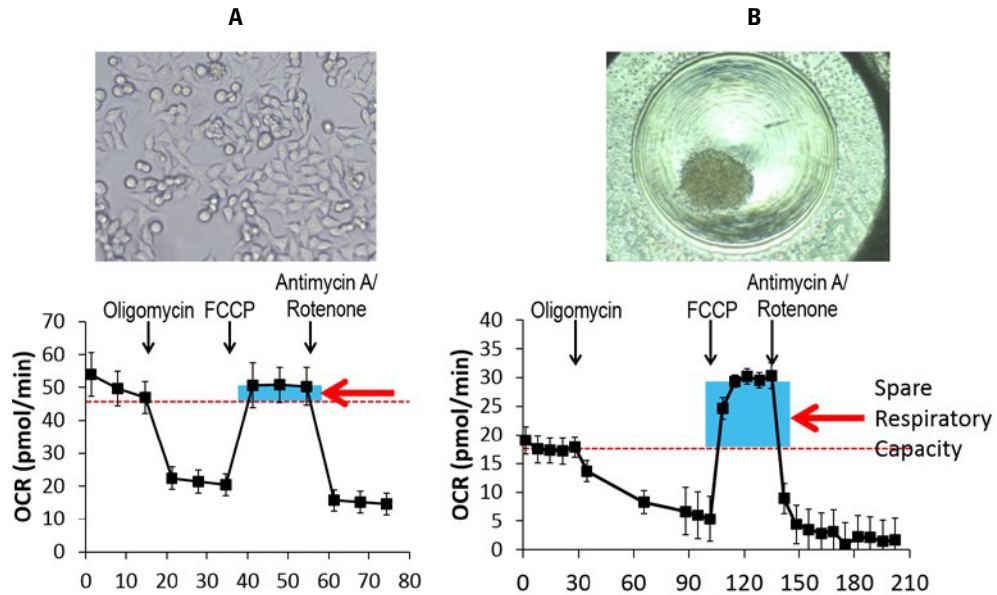 A
B
Oligomycin
FCCP
Antimycin A/
Rotenone
OCR (pmol/min)
70
60
50
40
30
20
10
0
0 10 20 30 40 50 60 70 80
Oligomycin
FCCP
Antimycin A/
Rotenone
OCR (pmol/min)
40
35
30
25
20
15
10
5
0
0 30 60 90 120 150 180 210
Spare
Respiratory
Capacity